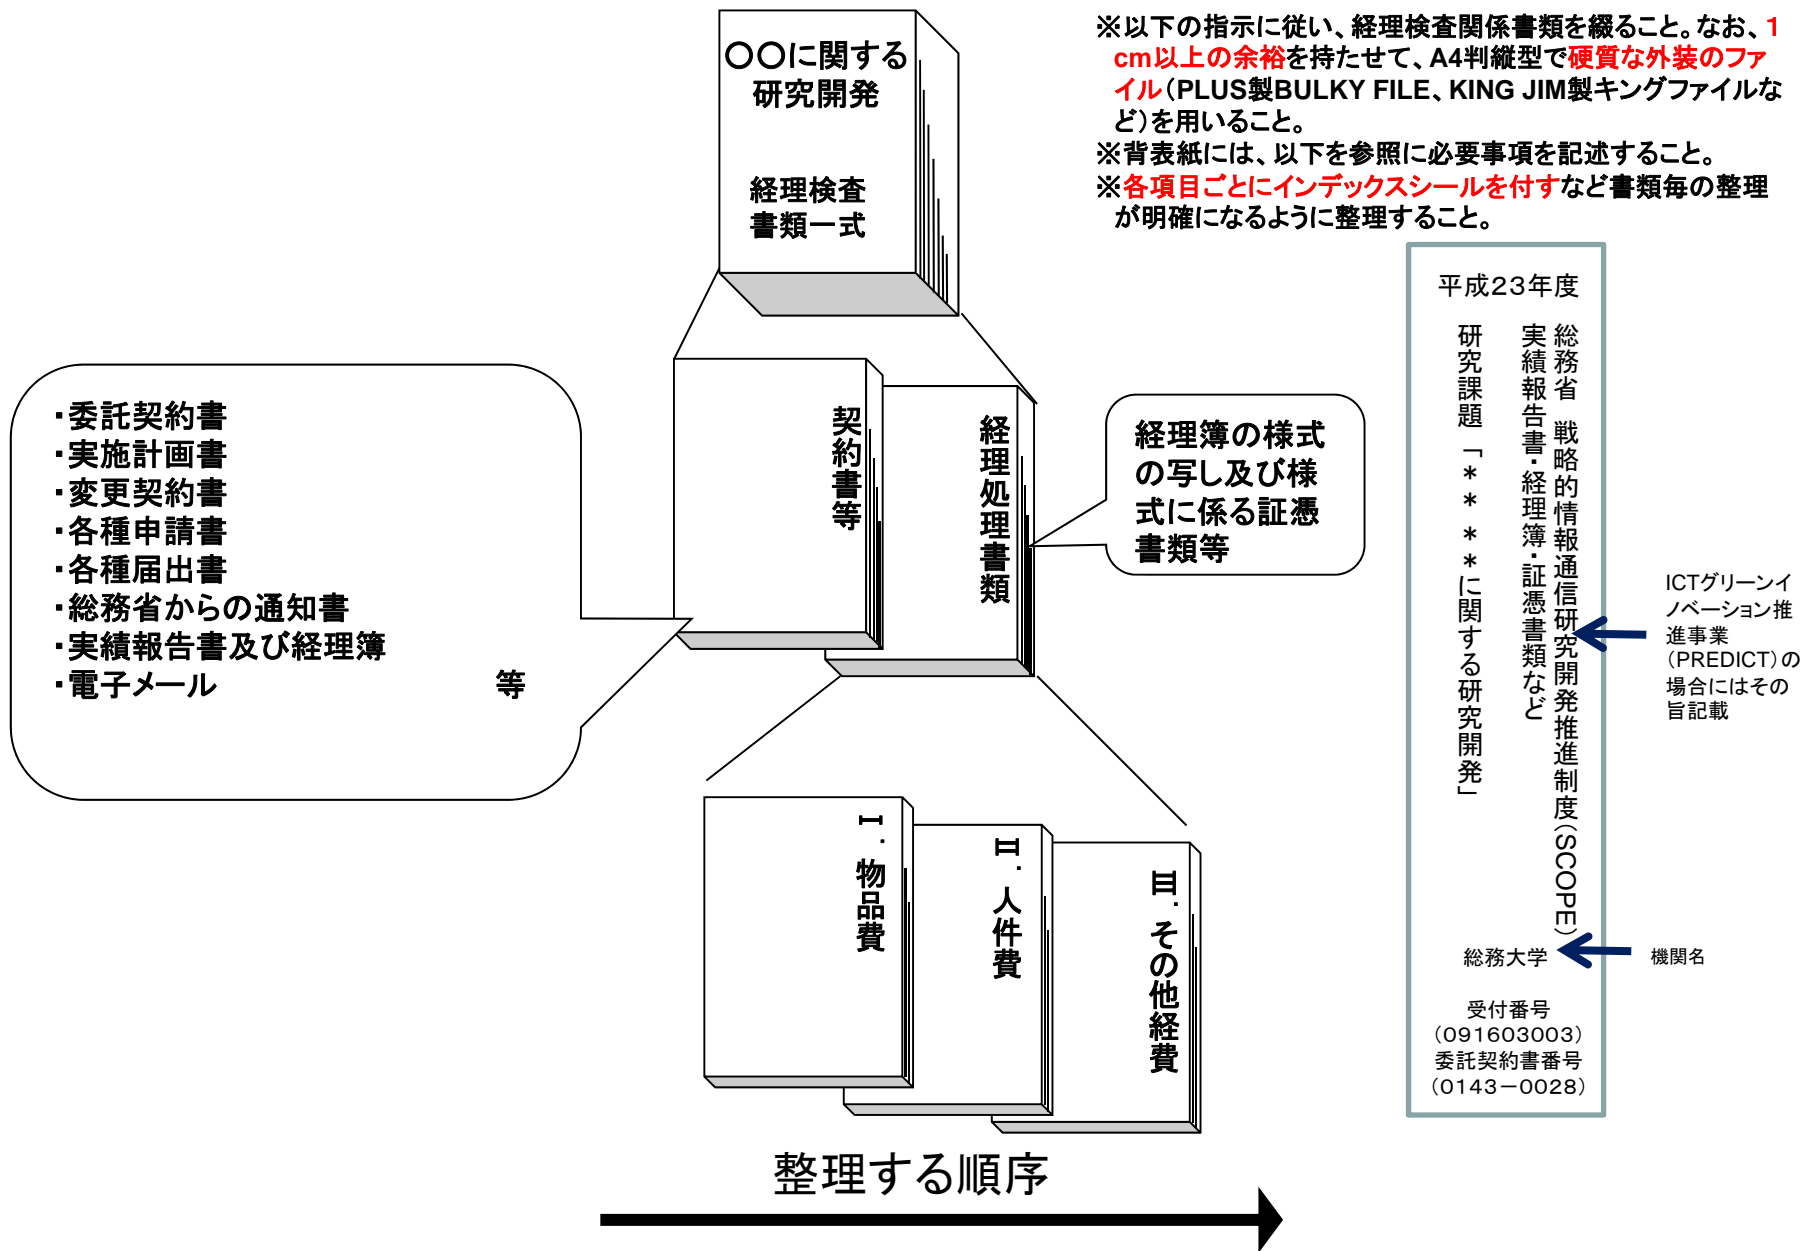 〇〇に関する
研究開発
経理検査
書類一式
※以下の指示に従い、経理検査関係書類を綴ること。なお、1
cm以上の余裕を持たせて、A4判縦型で硬質な外装のファ
イル（PLUS製BULKY FILE、KING JIM製キングファイルな
ど）を用いること。
※背表紙には、以下を参照に必要事項を記述すること。
※各項目ごとにインデックスシールを付すなど書類毎の整理
が明確になるように整理すること。
・委託契約書
・実施計画書
・変更契約書
・各種申請書
・各種届出書
・総務省からの通知書
・実績報告書及び経理簿
・電子メール 等
契約書等
経理処理書類
経理簿の様式
の写し及び様
式に係る証憑
書類等
Ⅰ．物品費
Ⅱ．人件費
Ⅲ．その他経費
整理する順序
平成23年度
総務省 戦略的情報通信研究開発推進制度（SCOPE）
実績報告書・経理簿・証憑書類など
研究課題「＊＊＊＊に関する研究開発」
総務大学
受付番号
（091603003）
委託契約書番号
（0143－0028）
ICTグリーンイ
ノベーション推
進事業
（PREDICT）の
場合にはその
旨記載
機関名